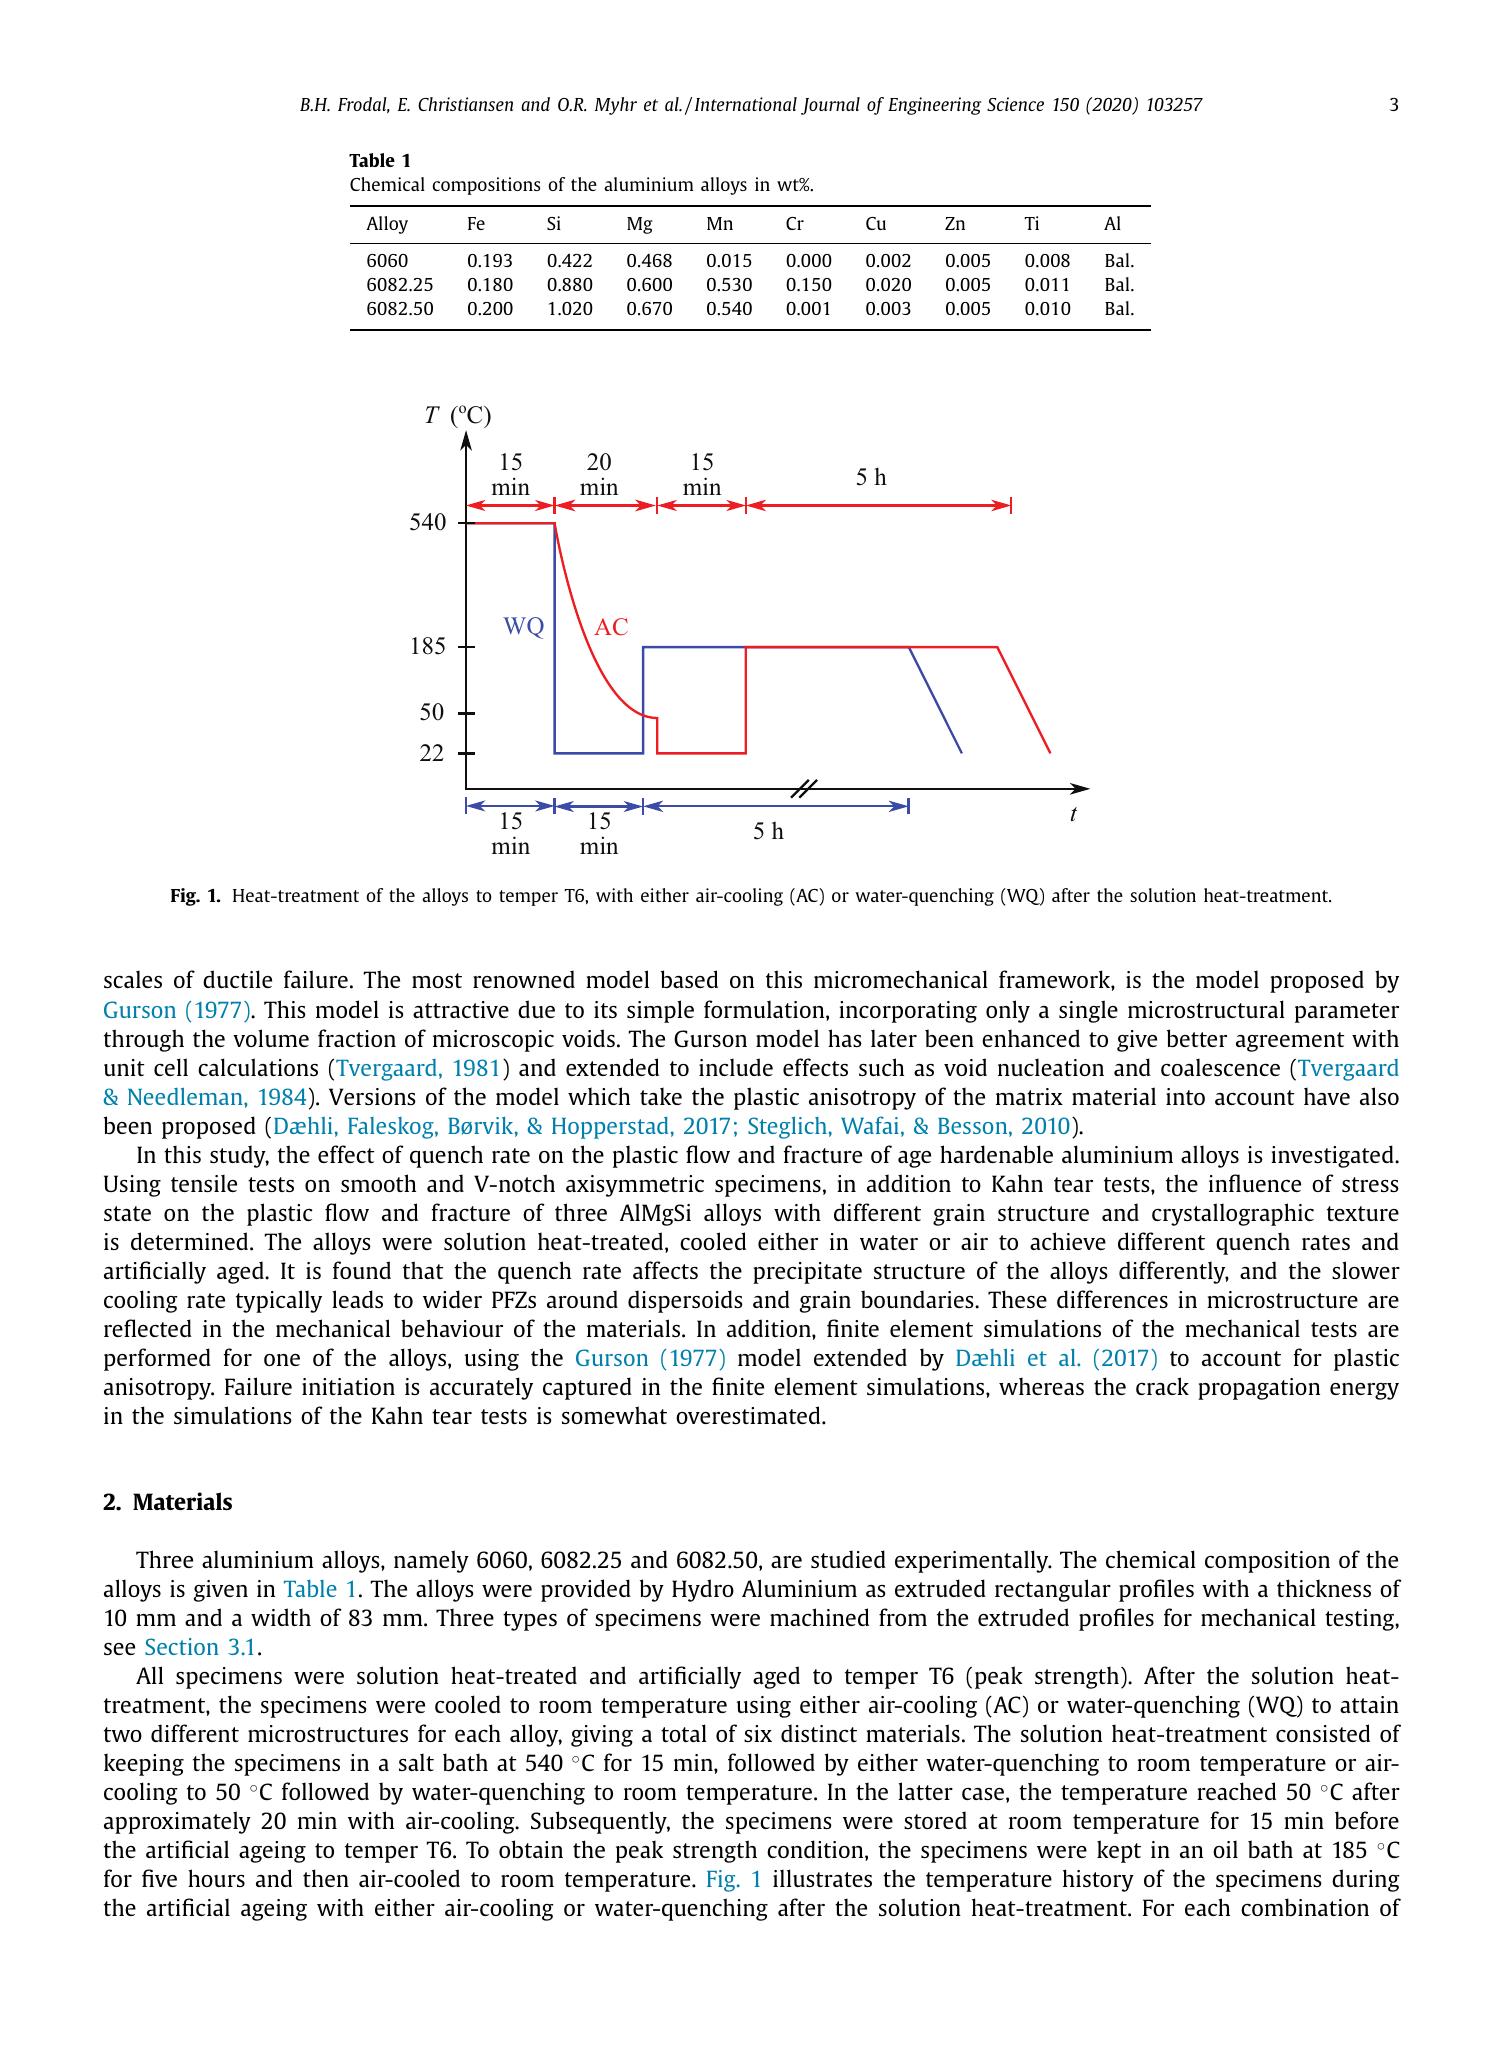 B.H. Frodal, E. Christiansen and O.R. Myhr et al. / International Journal of Engineering Science 150 (2020) 103257 3
Table 1
Chemical compositions of the aluminium alloys in wt%.
Alloy Fe Si Mg Mn Cr Cu Zn Ti Al
6060 0.193 0.422 0.468 0.015 0.000 0.002 0.005 0.008 Bal.
6082.25 0.180 0.880 0.600 0.530 0.150 0.020 0.005 0.011 Bal.
6082.50 0.200 1.020 0.670 0.540 0.001 0.003 0.005 0.010 Bal.
T (ºC)
15 min
20 min
15 min
5 h
540
WQ
AC
185
50
22
t
15 min
15 min
5 h
Fig. 1. Heat-treatment of the alloys to temper T6, with either air-cooling (AC) or water-quenching (WQ) after the solution heat-treatment.
scales of ductile failure. The most renowned model based on this micromechanical framework, is the model proposed by
Gurson (1977). This model is attractive due to its simple formulation, incorporating only a single microstructural parameter
through the volume fraction of microscopic voids. The Gurson model has later been enhanced to give better agreement with
unit cell calculations (Tvergaard, 1981) and extended to include effects such as void nucleation and coalescence (Tvergaard
& Needleman, 1984). Versions of the model which take the plastic anisotropy of the matrix material into account have also
been proposed (Dæhli, Faleskog, Børvik, & Hopperstad, 2017; Steglich, Wafai, & Besson, 2010).
In this study, the effect of quench rate on the plastic flow and fracture of age hardenable aluminium alloys is investigated.
Using tensile tests on smooth and V-notch axisymmetric specimens, in addition to Kahn tear tests, the influence of stress
state on the plastic flow and fracture of three AlMgSi alloys with different grain structure and crystallographic texture
is determined. The alloys were solution heat-treated, cooled either in water or air to achieve different quench rates and
artificially aged. It is found that the quench rate affects the precipitate structure of the alloys differently, and the slower
cooling rate typically leads to wider PFZs around dispersoids and grain boundaries. These differences in microstructure are
reflected in the mechanical behaviour of the materials. In addition, finite element simulations of the mechanical tests are
performed for one of the alloys, using the Gurson (1977) model extended by Dæhli et al. (2017) to account for plastic
anisotropy. Failure initiation is accurately captured in the finite element simulations, whereas the crack propagation energy
in the simulations of the Kahn tear tests is somewhat overestimated.
2. Materials
Three aluminium alloys, namely 6060, 6082.25 and 6082.50, are studied experimentally. The chemical composition of the
alloys is given in Table 1. The alloys were provided by Hydro Aluminium as extruded rectangular profiles with a thickness of
10 mm and a width of 83 mm. Three types of specimens were machined from the extruded profiles for mechanical testing,
see Section 3.1.
All specimens were solution heat-treated and artificially aged to temper T6 (peak strength). After the solution heat-
treatment, the specimens were cooled to room temperature using either air-cooling (AC) or water-quenching (WQ) to attain
two different microstructures for each alloy, giving a total of six distinct materials. The solution heat-treatment consisted of
keeping the specimens in a salt bath at 540 °C for 15 min, followed by either water-quenching to room temperature or air-
cooling to 50 °C followed by water-quenching to room temperature. In the latter case, the temperature reached 50 °C after
approximately 20 min with air-cooling. Subsequently, the specimens were stored at room temperature for 15 min before
the artificial ageing to temper T6. To obtain the peak strength condition, the specimens were kept in an oil bath at 185 °C
for five hours and then air-cooled to room temperature. Fig. 1 illustrates the temperature history of the specimens during
the artificial ageing with either air-cooling or water-quenching after the solution heat-treatment. For each combination of